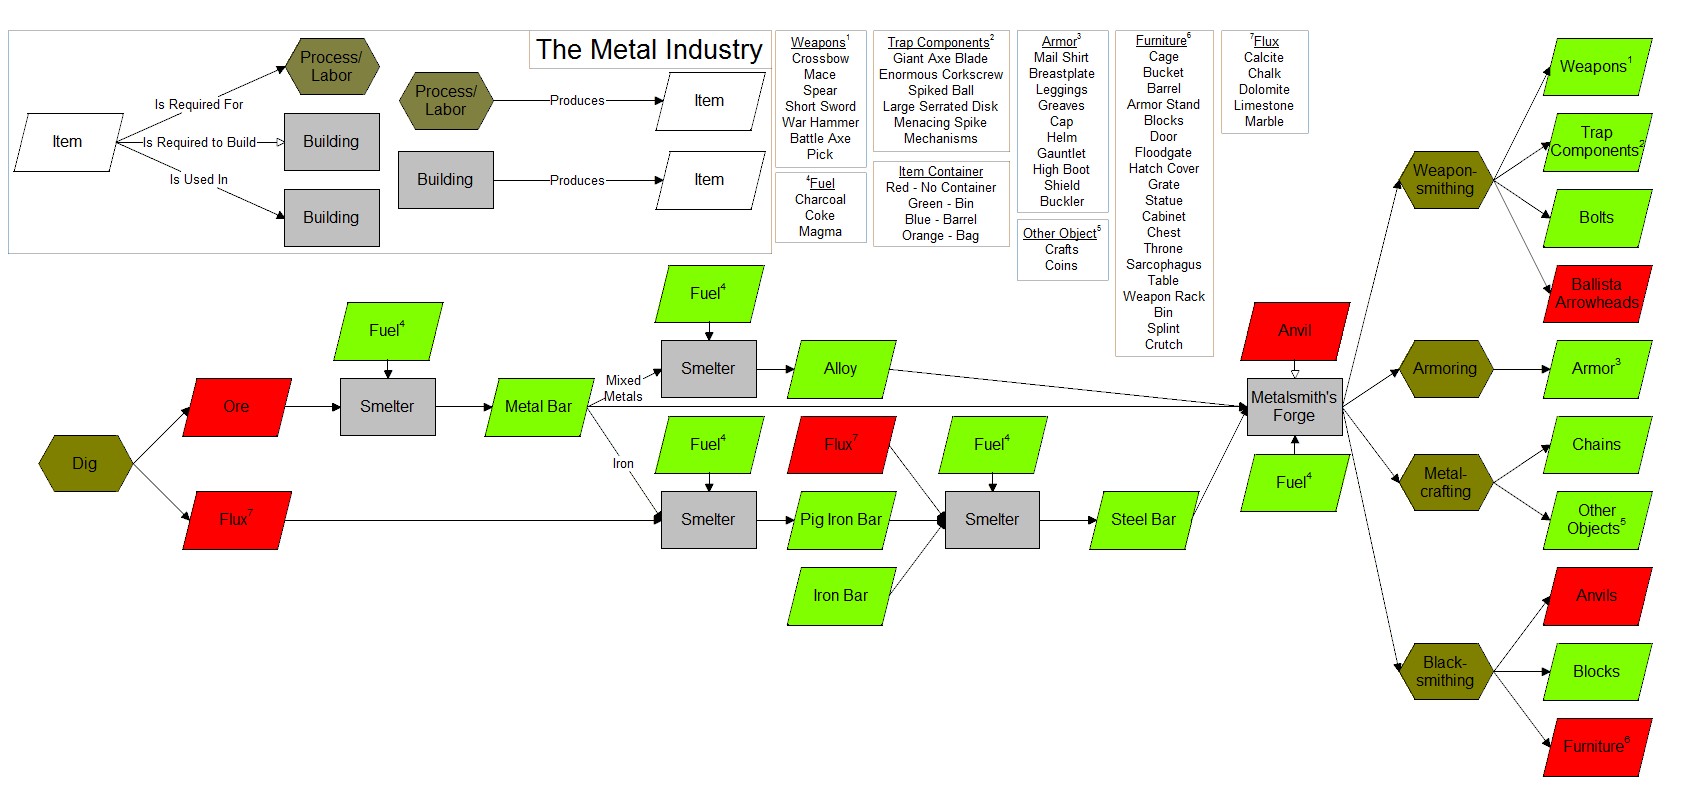 The Metal Industry
Process/
Labor
Is Required For
Item
Is Required to Build
Building
Is Used In
Building
Process/
Labor
Produces
Item
Building
Produces
Item
Weapons1
Crossbow
Mace
Spear
Short Sword
War Hammer
Battle Axe
Pick
4Fuel
Charcoal
Coke
Magma
Trap Components2
Giant Axe Blade
Enormous Corkscrew
Spiked Ball
Large Serrated Disk
Menacing Spike
Mechanisms
Item Container
Red - No Container
Green - Bin
Blue - Barrel
Orange - Bag
Armor3
Mail Shirt
Breastplate
Leggings
Greaves
Cap
Helm
Gauntlet
High Boot
Shield
Buckler
Other Object5
Crafts
Coins
Furniture6
Cage
Bucket
Barrel
Armor Stand
Blocks
Door
Floodgate
Hatch Cover
Grate
Statue
Cabinet
Chest
Throne
Sarcophagus
Table
Weapon Rack
Bin
Splint
Crutch
7Flux
Calcite
Chalk
Dolomite
Limestone
Marble
Dig
Ore
Flux7
Fuel4
Smelter
Metal Bar
Mixed
Metals
Iron
Fuel4
Smelter
Alloy
Fuel4
Smelter
Flux7
Pig Iron Bar
Iron Bar
Fuel4
Smelter
Steel Bar
Anvil
Metalsmith's
Forge
Fuel4
Weapon-
smithing
Weapons1
Trap
Components2
Bolts
Ballista
Arrowheads
Armoring
Armor3
Metal-
crafting
Chains
Other
Objects5
Black-
smithing
Anvils
Blocks
Furniture6